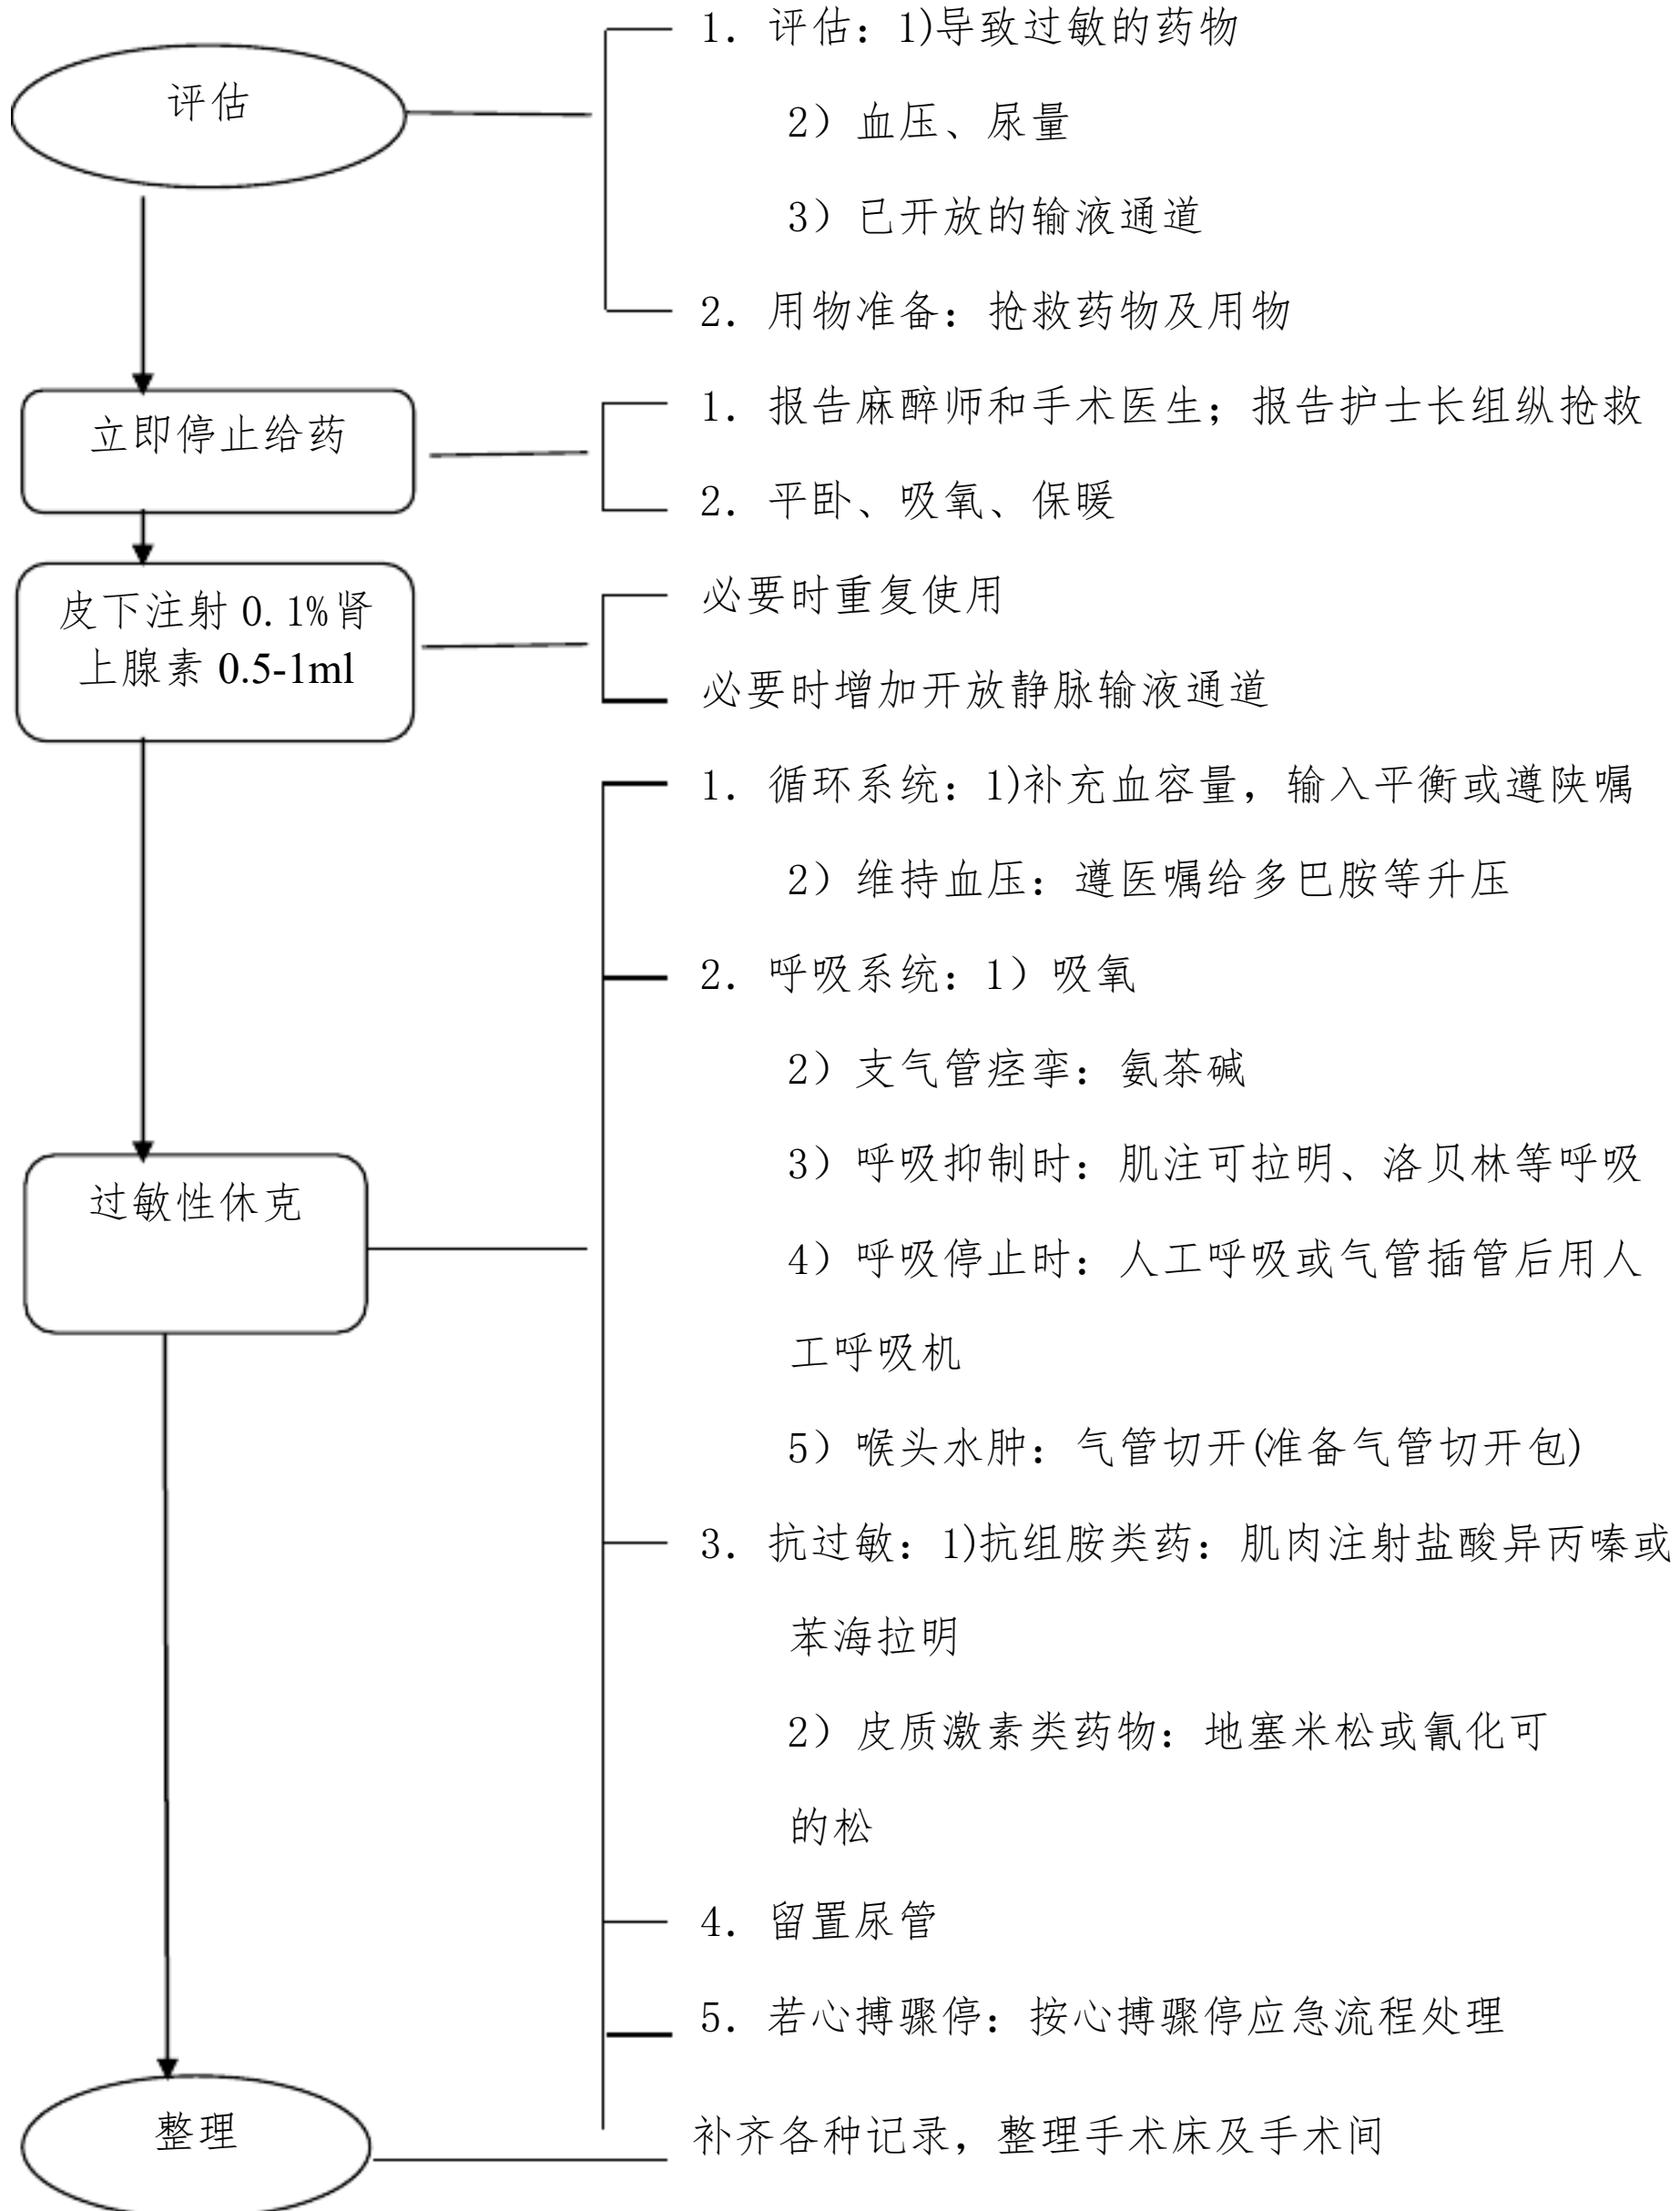 评估
1. 评估：1)导致过敏的药物
2）血压、尿量
3）已开放的输液通道
2. 用物准备：抢救药物及用物
立即停止给药
1. 报告麻醉师和手术医生；报告护士长组纵抢救
2. 平卧、吸氧、保暖
皮下注射 0.1%肾
上腺素 0.5-1ml
必要时重复使用
必要时增加开放静脉输液通道
过敏性休克
1. 循环系统：1)补充血容量，输入平衡或遵陕嘱
2）维持血压：遵医嘱给多巴胺等升压
2. 呼吸系统：1）吸氧
2）支气管痉挛：氨茶碱
3）呼吸抑制时：肌注可拉明、洛贝林等呼吸
4）呼吸停止时：人工呼吸或气管插管后用人
工呼吸机
5）喉头水肿：气管切开(准备气管切开包)
3. 抗过敏：1)抗组胺类药：肌肉注射盐酸异丙嗪或
苯海拉明
2）皮质激素类药物：地塞米松或氰化可
的松
4. 留置尿管
5. 若心搏骤停：按心搏骤停应急流程处理
整理
补齐各种记录，整理手术床及手术间